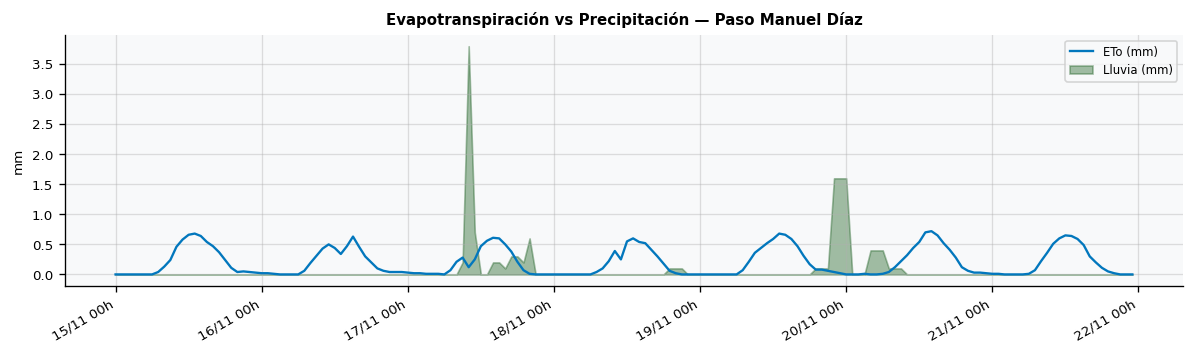 Evapotranspiración vs Precipitación — Paso Manuel Díaz
ETo (mm)
Lluvia (mm)
mm
3.5
3.0
2.5
2.0
1.5
1.0
0.5
0.0
15/11 00h
16/11 00h
17/11 00h
18/11 00h
19/11 00h
20/11 00h
21/11 00h
22/11 00h